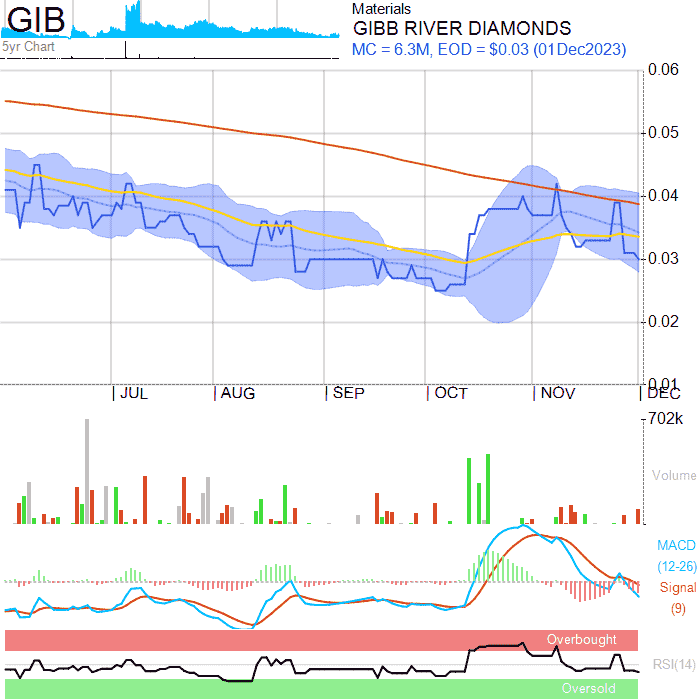 GIB
5yr Chart
Materials
GIBB RIVER DIAMONDS
MC = 6.3M, EOD = $0.03 (01Dec2023)
0.06
0.05
0.04
0.03
0.02
0.01
JUL AUG SEP OCT NOV DEC
702k
Volume
MACD
(12-26)
Signal
(9)
Overbought
RSI(14)
Oversold